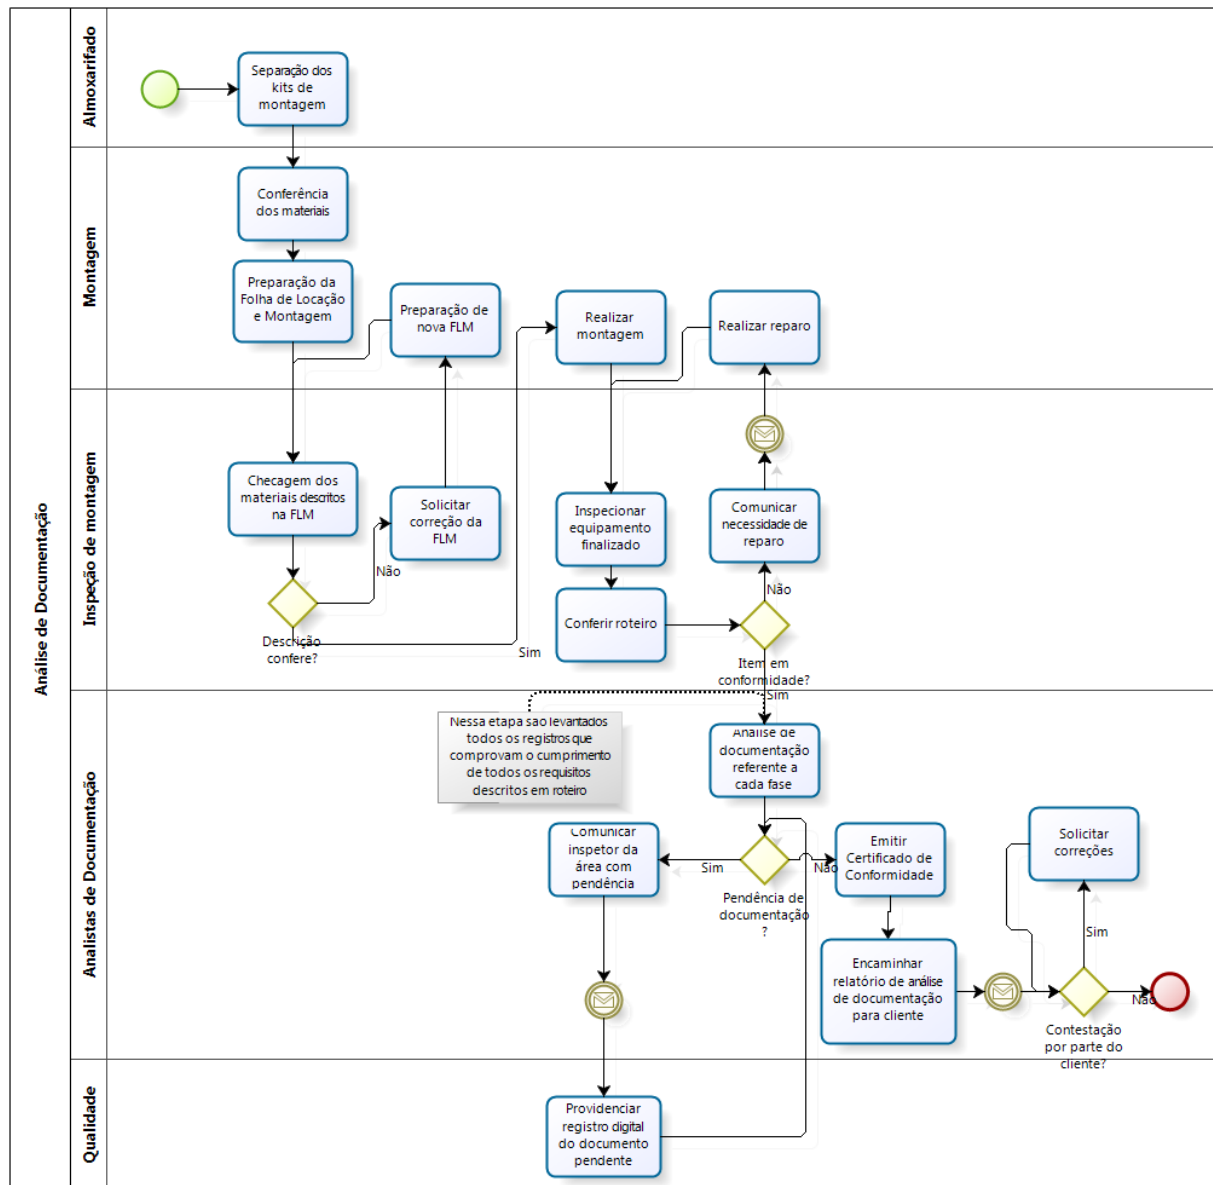 Análise de Documentação
Almoxarifado
Separação dos
kits de
montagem
Montagem
Conferência
dos materiais
Preparação da
Folha de Locação
e Montagem
Preparação de
nova FLM
Realizar
montagem
Realizar reparo
Inspeção de montagem
Checagem dos
materiais descritos
na FLM
Solicitar
correção da
FLM
Não
Descrição
confere?
Sim
Inspecionar
equipamento
finalizado
Conferir roteiro
Comunicar
necessidade de
reparo
Não
Item em
conformidade?
Sim
Analistas de Documentação
Nessa etapa são levantados
todos os registros que
comprovam o cumprimento
de todos os requisitos
descritos em roteiro
Análise de
documentação
referente a
cada fase
Comunicar
inspetor da
área com
pendência
Sim
Pendência de
documentação
?
Não
Emitir
Certificado de
Conformidade
Encaminhar
relatório de análise
de documentação
para cliente
Solicitar
correções
Sim
Não
Contestação
por parte do
cliente?
Qualidade
Providenciar
registro digital
do documento
pendente